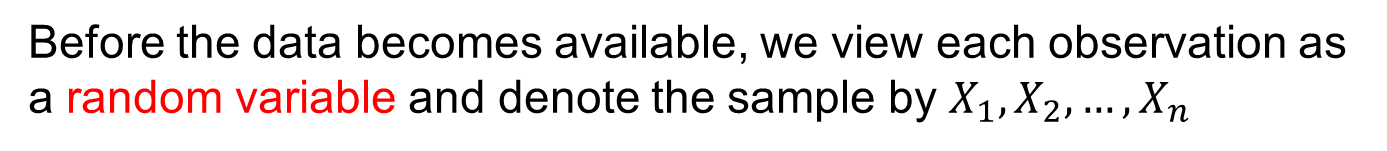 Before the data becomes available, we view each observation as
a random variable and denote the sample by X₁, X₂, … , Xₙ